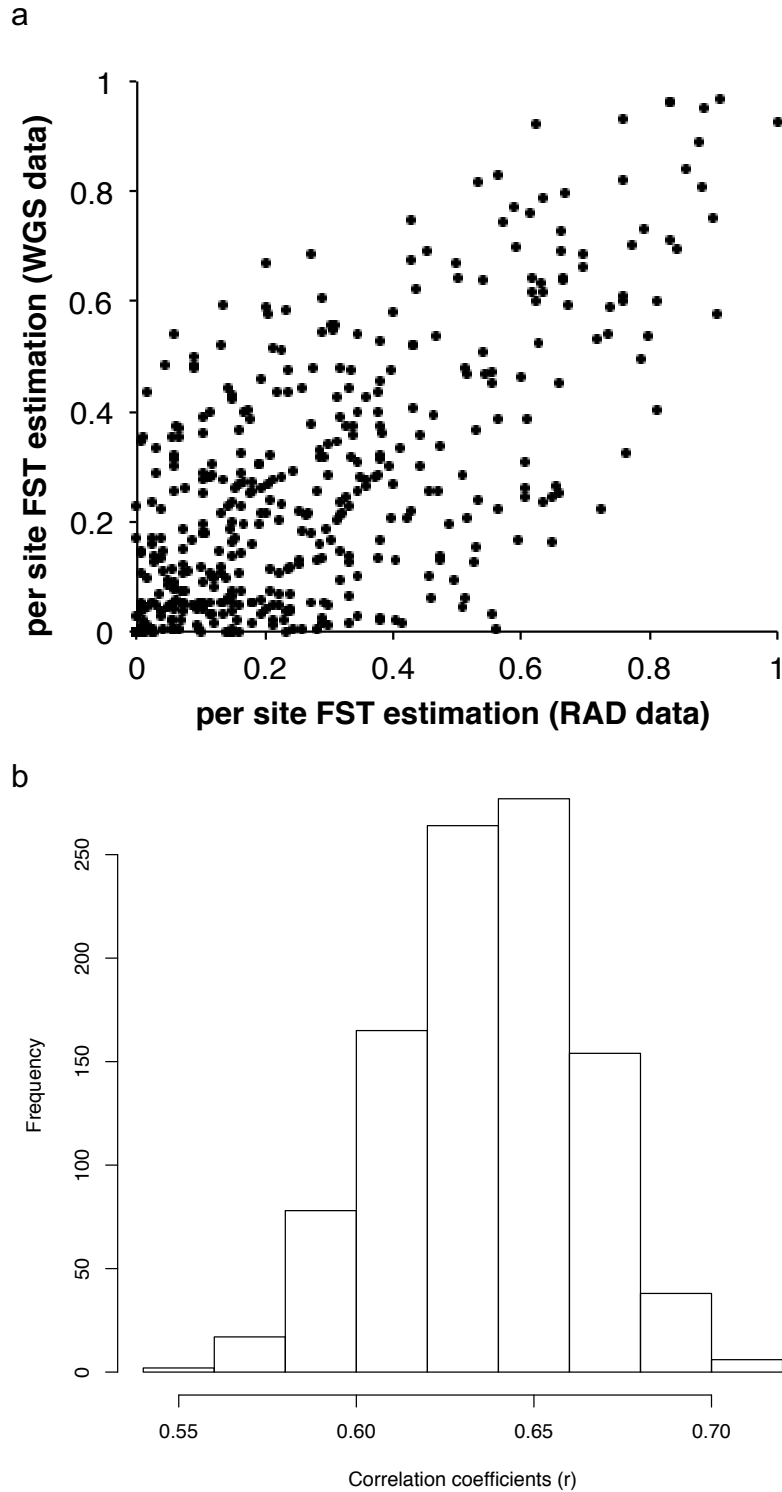 a
per site FST estimation (WGS data)
1
0.8
0.6
0.4
0.2
0
0 0.2 0.4 0.6 0.8 1
per site FST estimation (RAD data)
b
Frequency
250
200
150
100
50
0
0.55 0.60 0.65 0.70
Correlation coefficients (r)